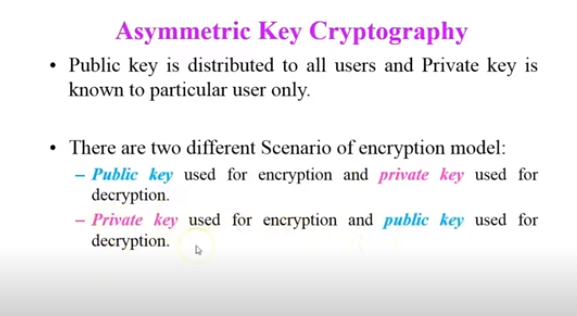 Asymmetric Key Cryptography
• Public key is distributed to all users and Private key is
known to particular user only.
• There are two different Scenario of encryption model:
– Public key used for encryption and private key used for
decryption.
– Private key used for encryption and public key used for
decryption.